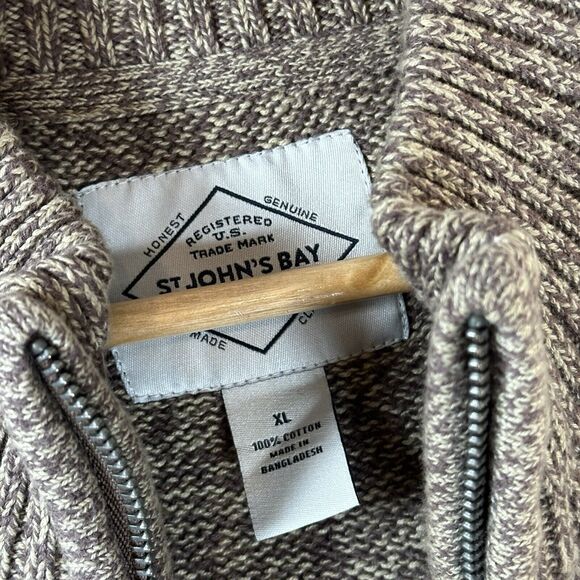 HONEST
GENUINE
REGISTERED
U.S.
TRADE MARK
ST JOHN'S BAY
MADE
XL
100% COTTON
MADE IN
BANGLADESH